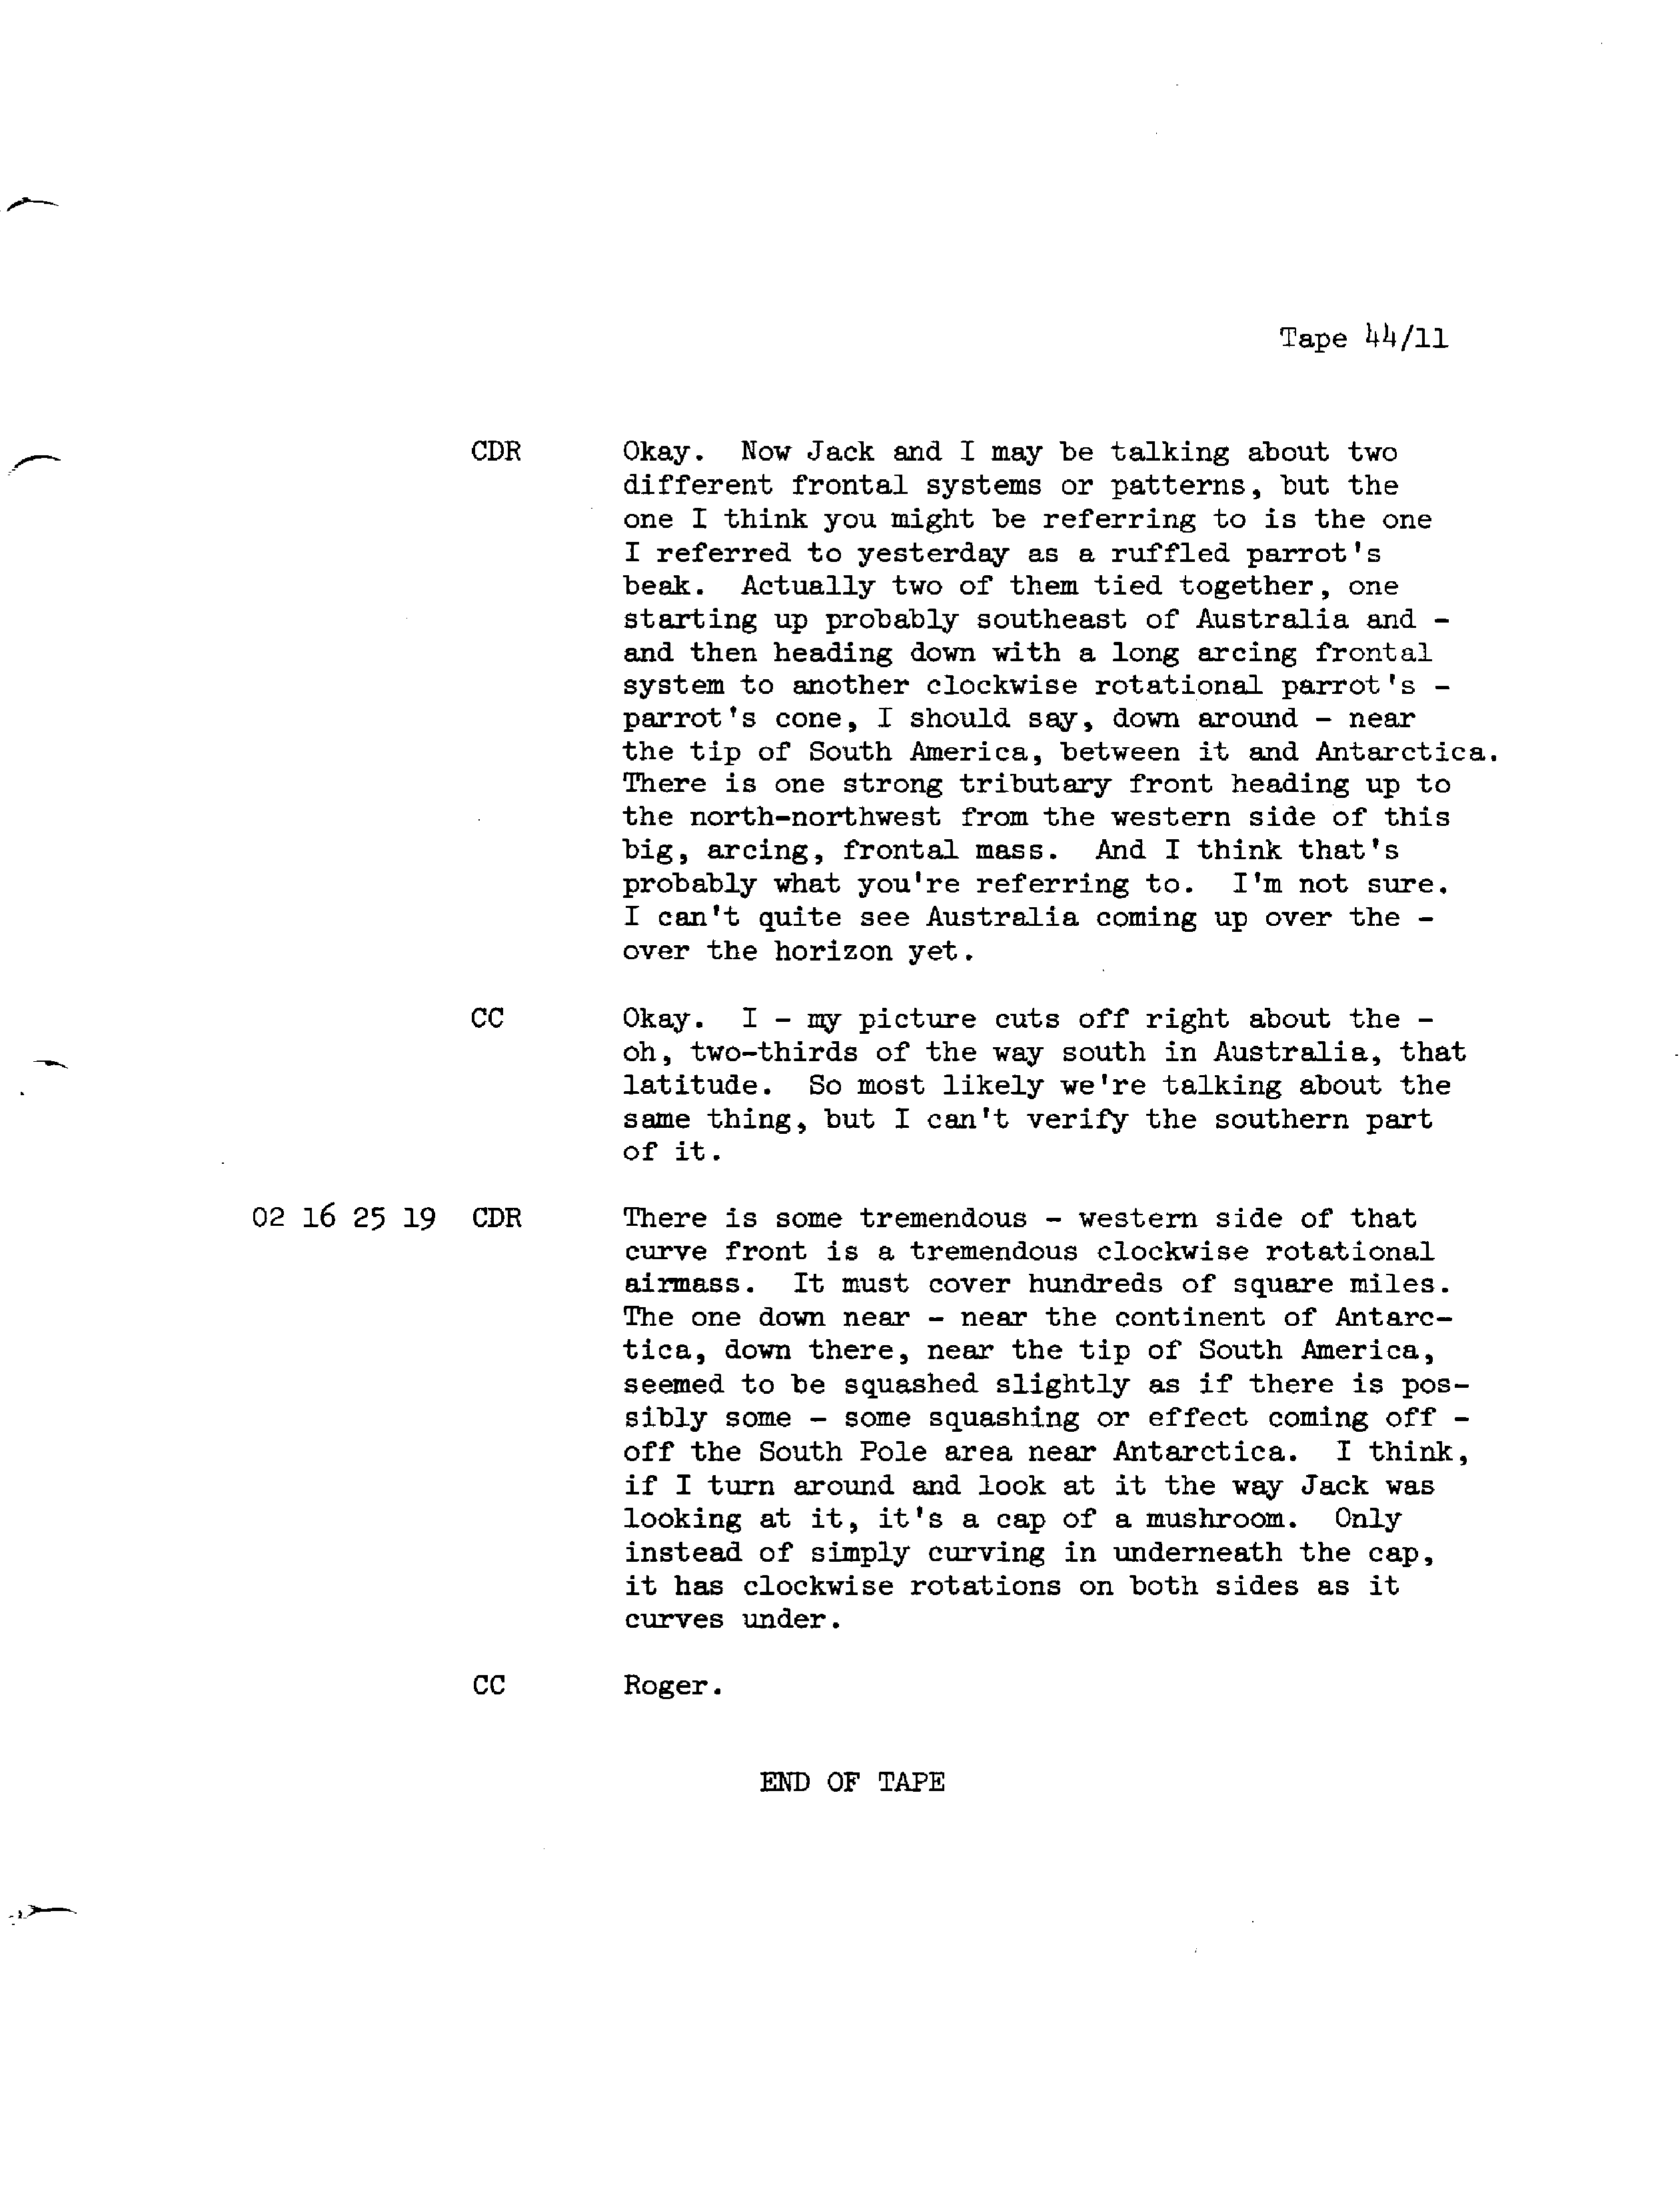 Tape 44/11
CDR Okay. Now Jack and I may be talking about two
different frontal systems or patterns, but the
one I think you might be referring to is the one
I referred to yesterday as a ruffled parrot's
beak. Actually two of them tied together, one
starting up probably southeast of Australia and -
and then heading down with a long arcing frontal
system to another clockwise rotational parrot's -
parrot's cone, I should say, down around - near
the tip of South America, between it and Antarctica.
There is one strong tributary front heading up to
the north-northwest from the western side of this
big, arcing, frontal mass. And I think that's
probably what you're referring to. I'm not sure.
I can't quite see Australia coming up over the -
over the horizon yet.
CC Okay. I - my picture cuts off right about the -
oh, two-thirds of the way south in Australia, that
latitude. So most likely we're talking about the
same thing, but I can't verify the southern part
of it.
02 16 25 19 CDR There is some tremendous - western side of that
curve front is a tremendous clockwise rotational
airmass. It must cover hundreds of square miles.
The one down near - near the continent of Antarc-
tica, down there, near the tip of South America,
seemed to be squashed slightly as if there is pos-
sibly some - some squashing or effect coming off -
off the South Pole area near Antarctica. I think,
if I turn around and look at it the way Jack was
looking at it, it's a cap of a mushroom. Only
instead of simply curving in underneath the cap,
it has clockwise rotations on both sides as it
curves under.
CC Roger.
END OF TAPE